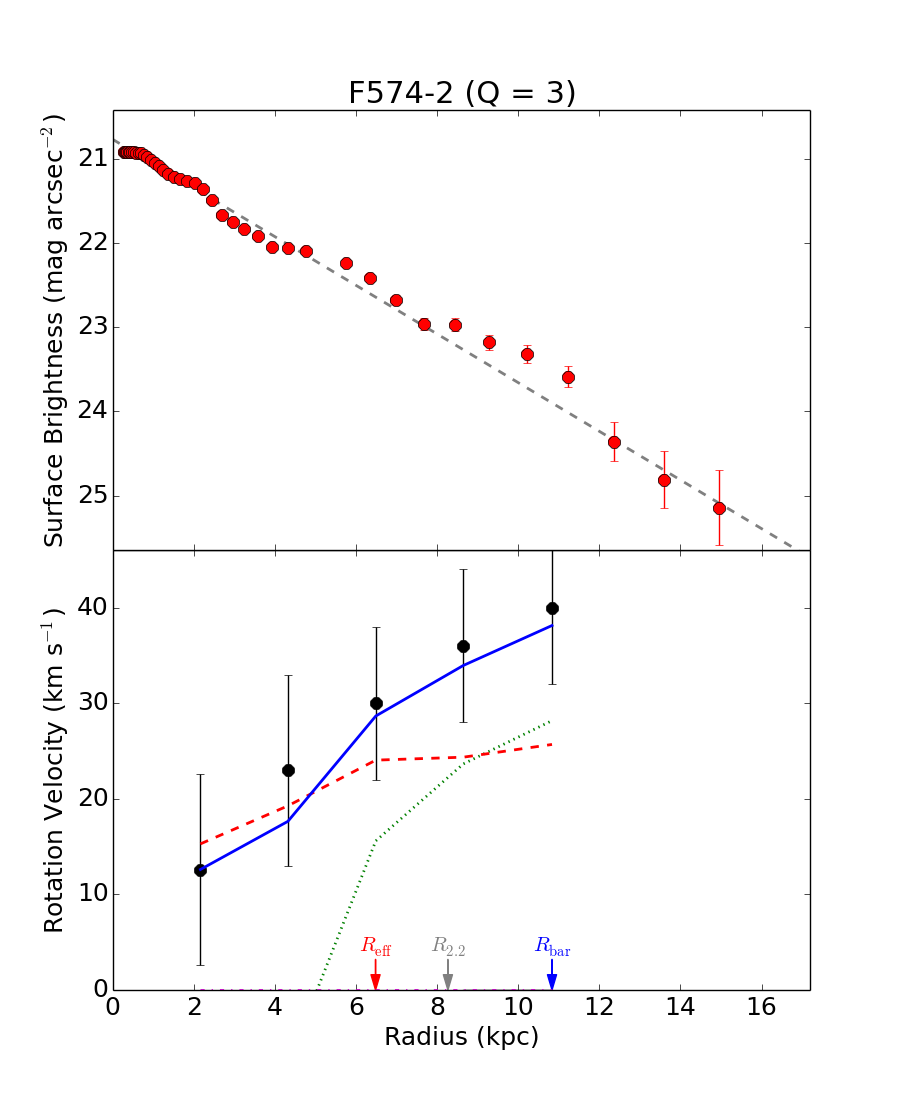 F574-2 (Q = 3)
Surface Brightness (mag arcsec⁻²)
21
22
23
24
25
Rotation Velocity (km s⁻¹)
40
30
20
10
0
R_eff R_2.2 R_bar
0 2 4 6 8 10 12 14 16
Radius (kpc)